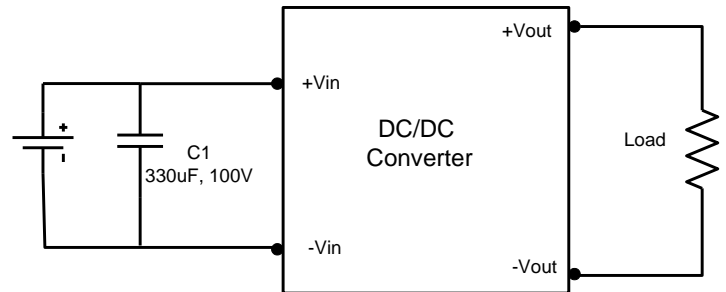 +Vout
+Vin
+
DC/DC
Converter
Load
C1
330uF, 100V
-
-Vin
-Vout